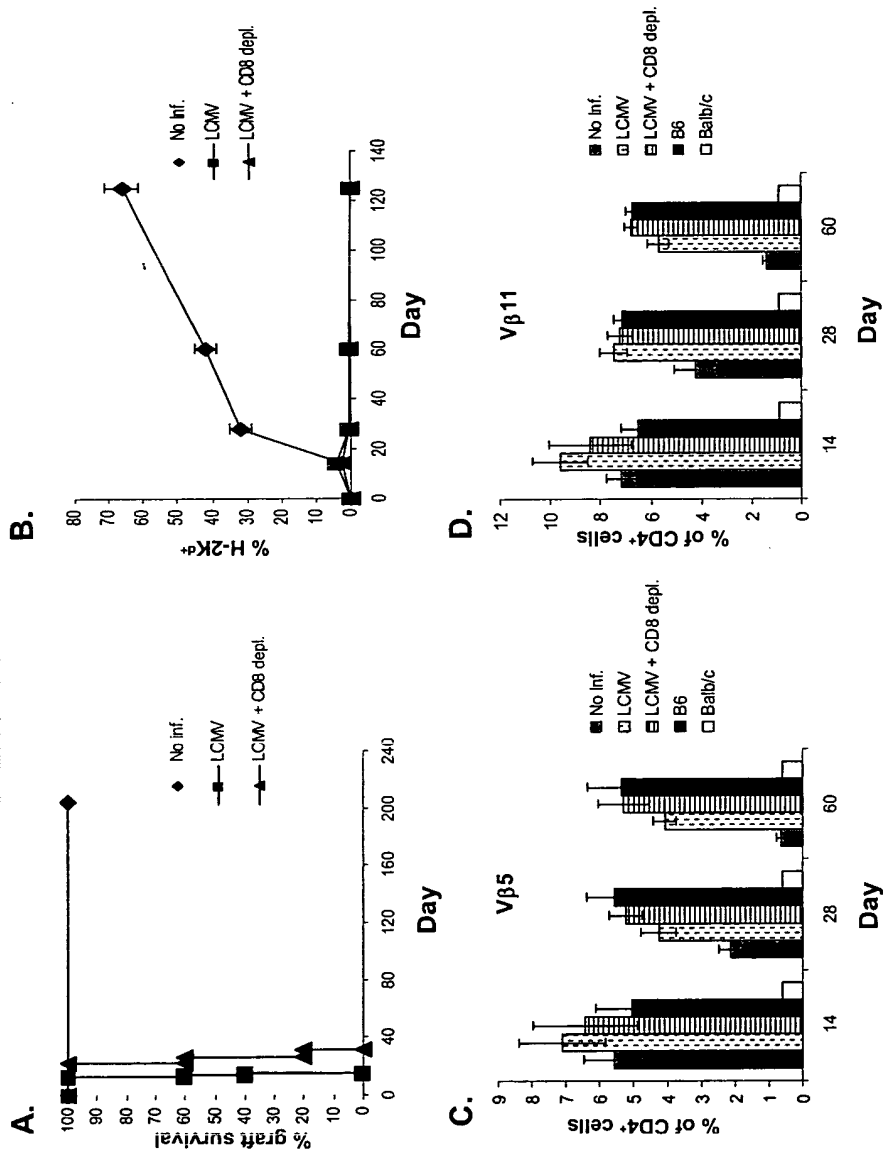 A.
% graft survival
100
90
80
70
60
50
40
30
20
10
0
0
40
80
120
160
200
240
Day
No inf.
LCMV
LCMV + CD8 depl.
B.
% H-2Kd+
80
70
60
50
40
30
20
10
0
0
20
40
60
80
100
120
140
Day
No Inf.
LCMV
LCMV + CD8 depl.
C.
Vβ5
% of CD4+ cells
9
8
7
6
5
4
3
2
1
0
14
28
60
Day
No Inf.
LCMV
LCMV + CD8 depl.
B6
Balb/c
D.
Vβ11
% of CD4+ cells
12
10
8
6
4
2
0
14
28
60
Day
No Inf.
LCMV
LCMV + CD8 depl.
B6
Balb/c